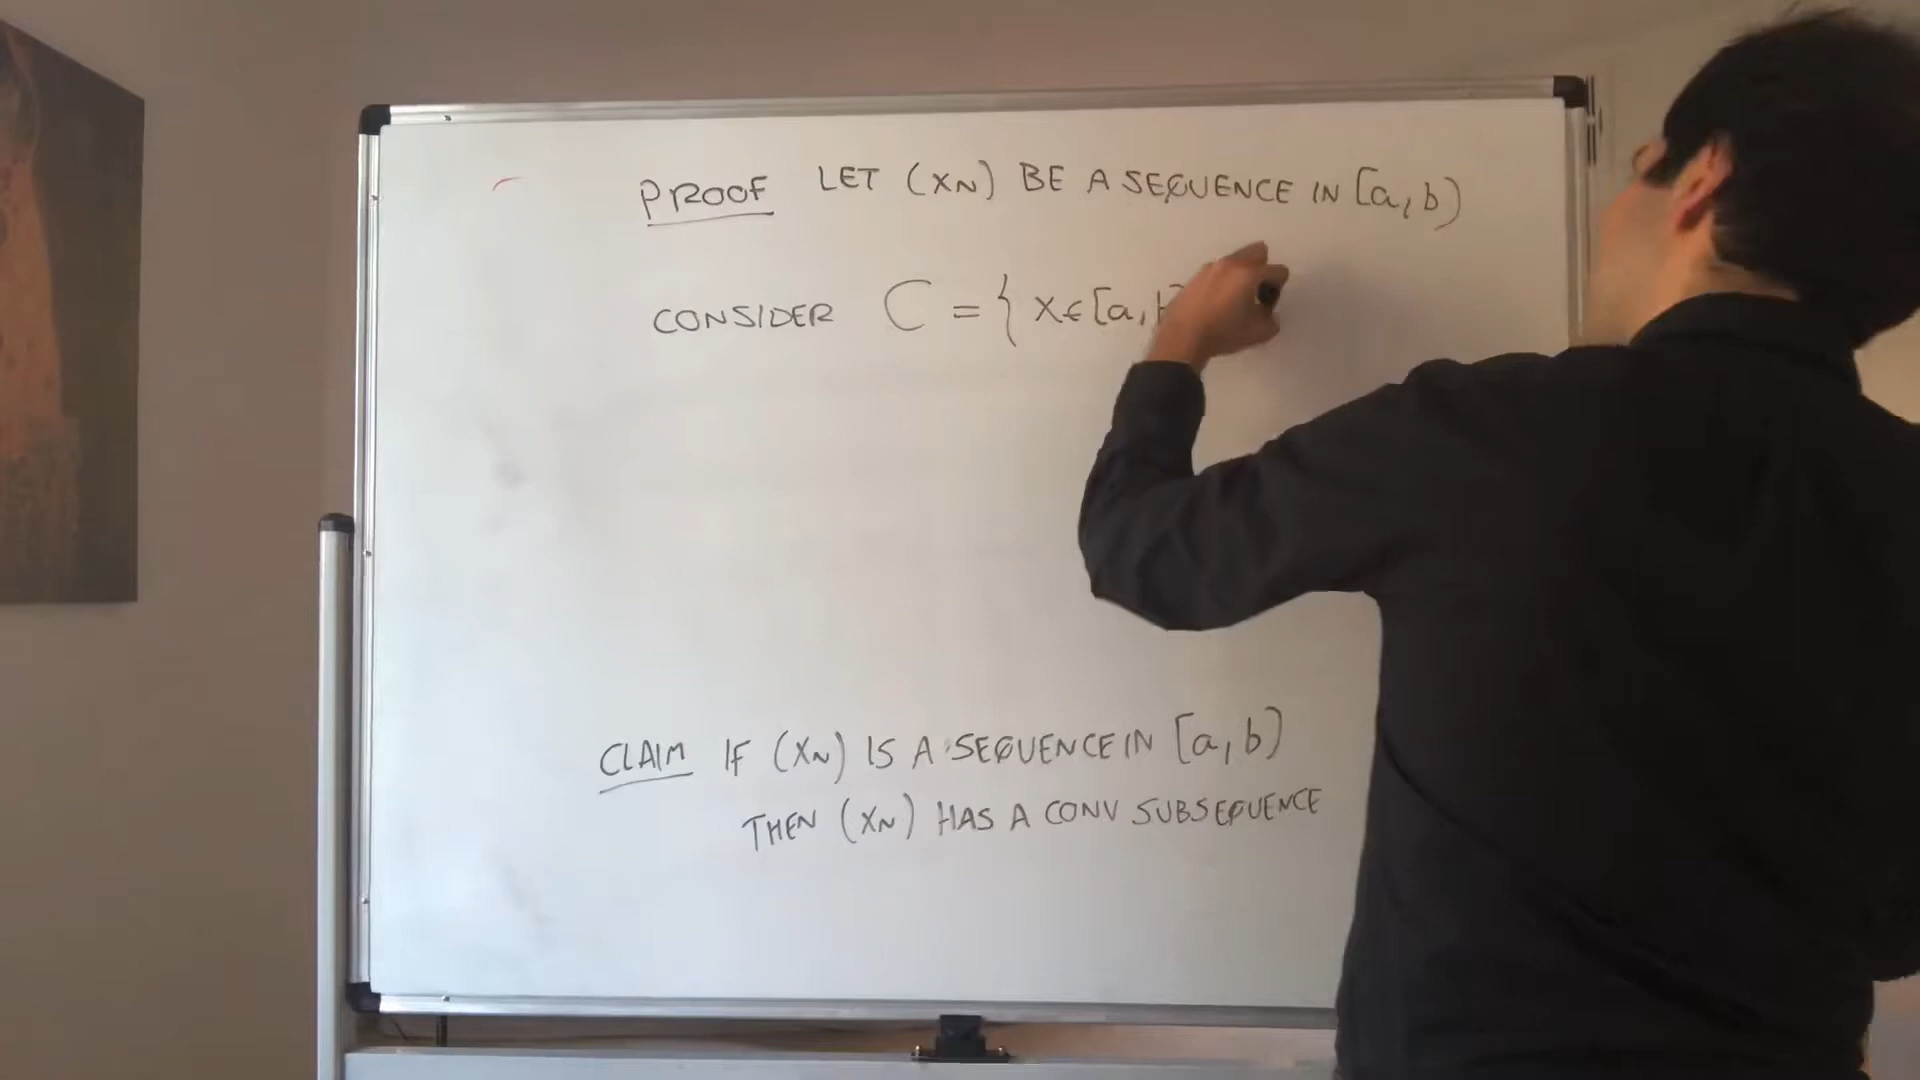 PROOF LET (XN) BE A SEQUENCE IN [a, b)
CONSIDER C = { X ∈ [a,
CLAIM IF (XN) IS A SEQUENCE IN [a, b)
THEN (XN) HAS A CONV SUBSEQUENCE